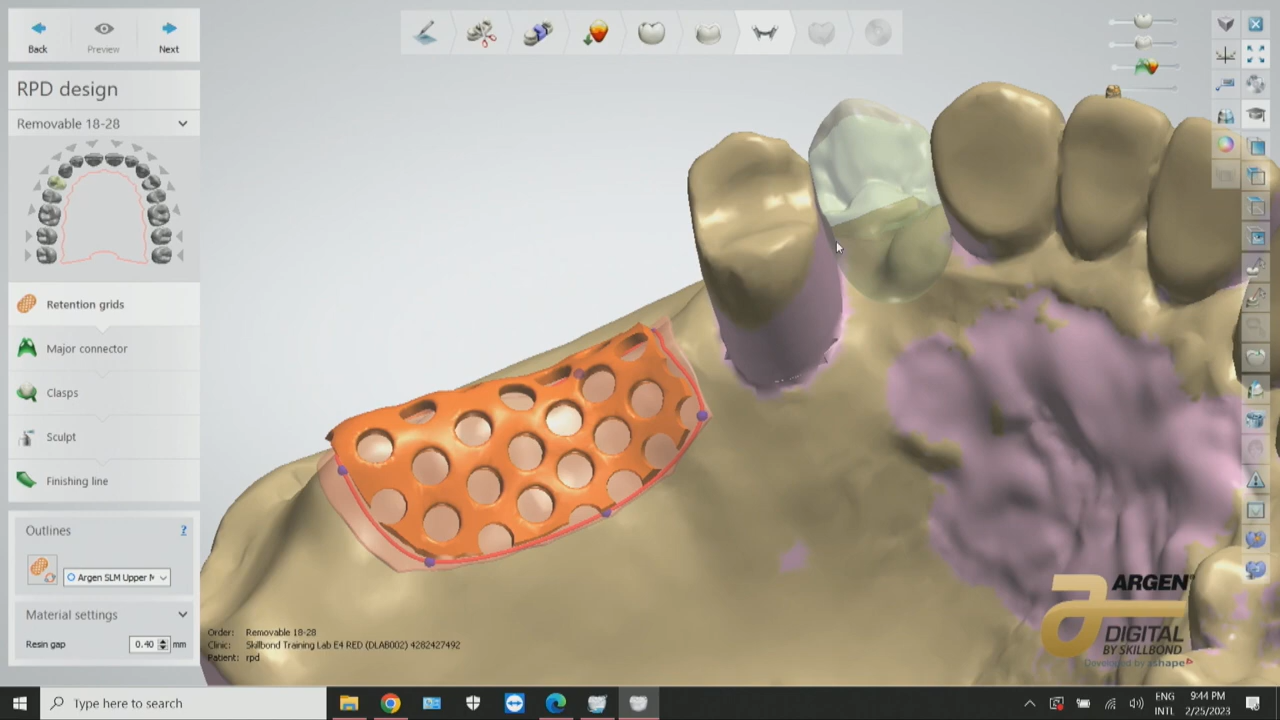 Back
Preview
Next
RPD design
Removable 18-28
Retention grids
Major connector
Clasps
Sculpt
Finishing line
Outlines
?
Argen SLM Upper
Material settings
Resin gap
0.40
mm
Order: Removable 18-28
Clinic: Skillbond Training Lab E4 RED (DLAB002) 4282427492
Patient: rpd
ARGEN
DIGITAL
BY SKILLBOND
Developed by 3shape
Type here to search
ENG
INTL
9:44 PM
2/25/2023